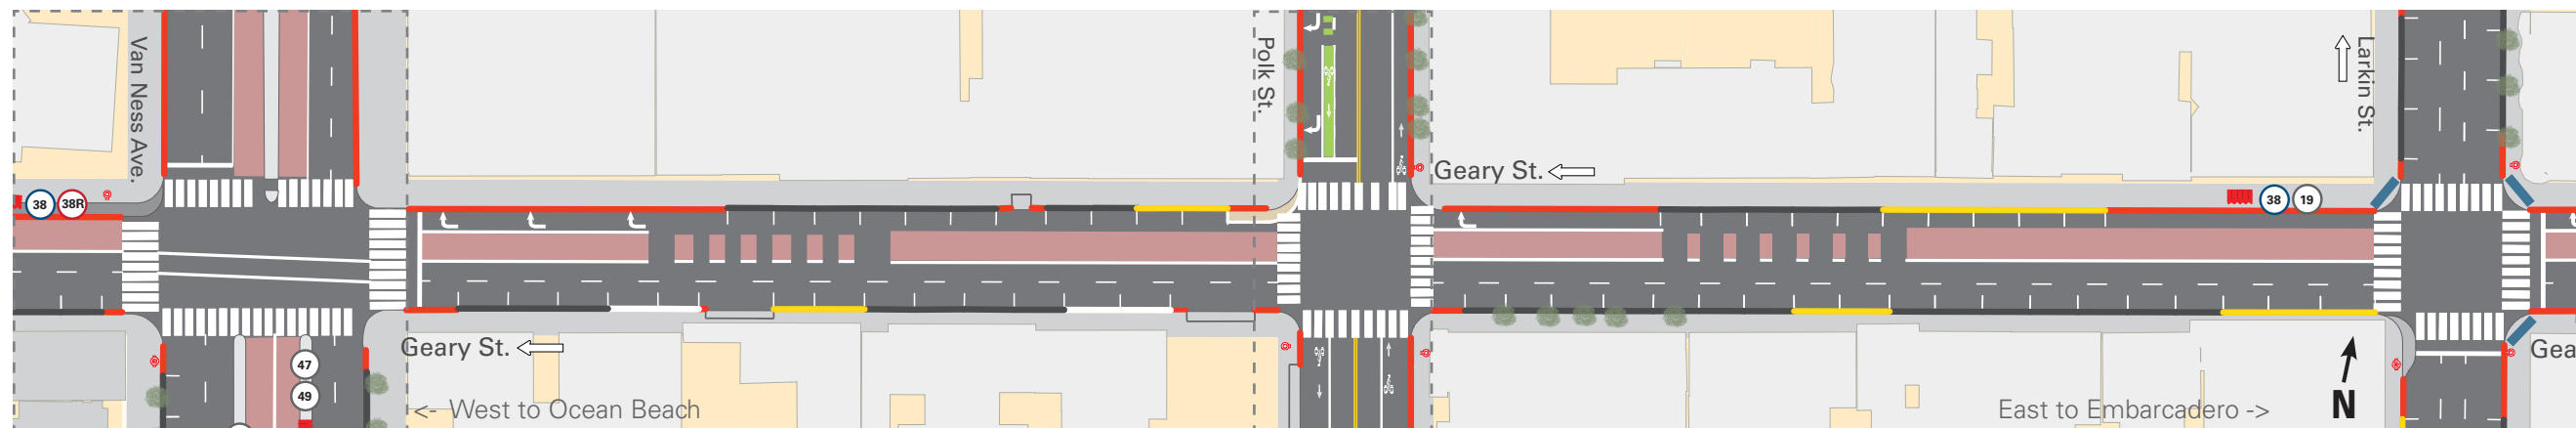 Van Ness Ave.
Polk St.
Larkin St.
Geary St.
38
38R
38
19
Geary St.
Gea
47
49
<- West to Ocean Beach
East to Embarcadero ->
N